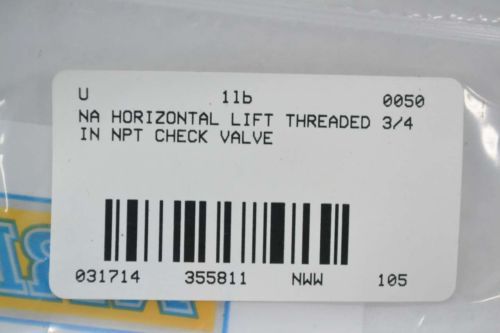 U 1lb 0050
NA HORIZONTAL LIFT THREADED 3/4
IN NPT CHECK VALVE
031714 355811 NWW 105